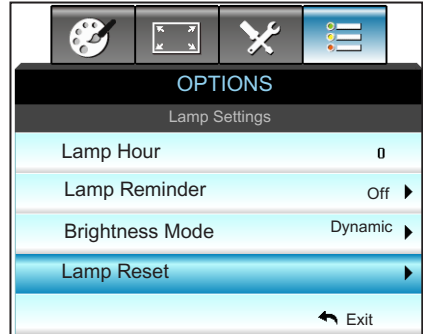 OPTIONS
Lamp Settings
Lamp Hour 0
Lamp Reminder Off
Brightness Mode Dynamic
Lamp Reset
Exit